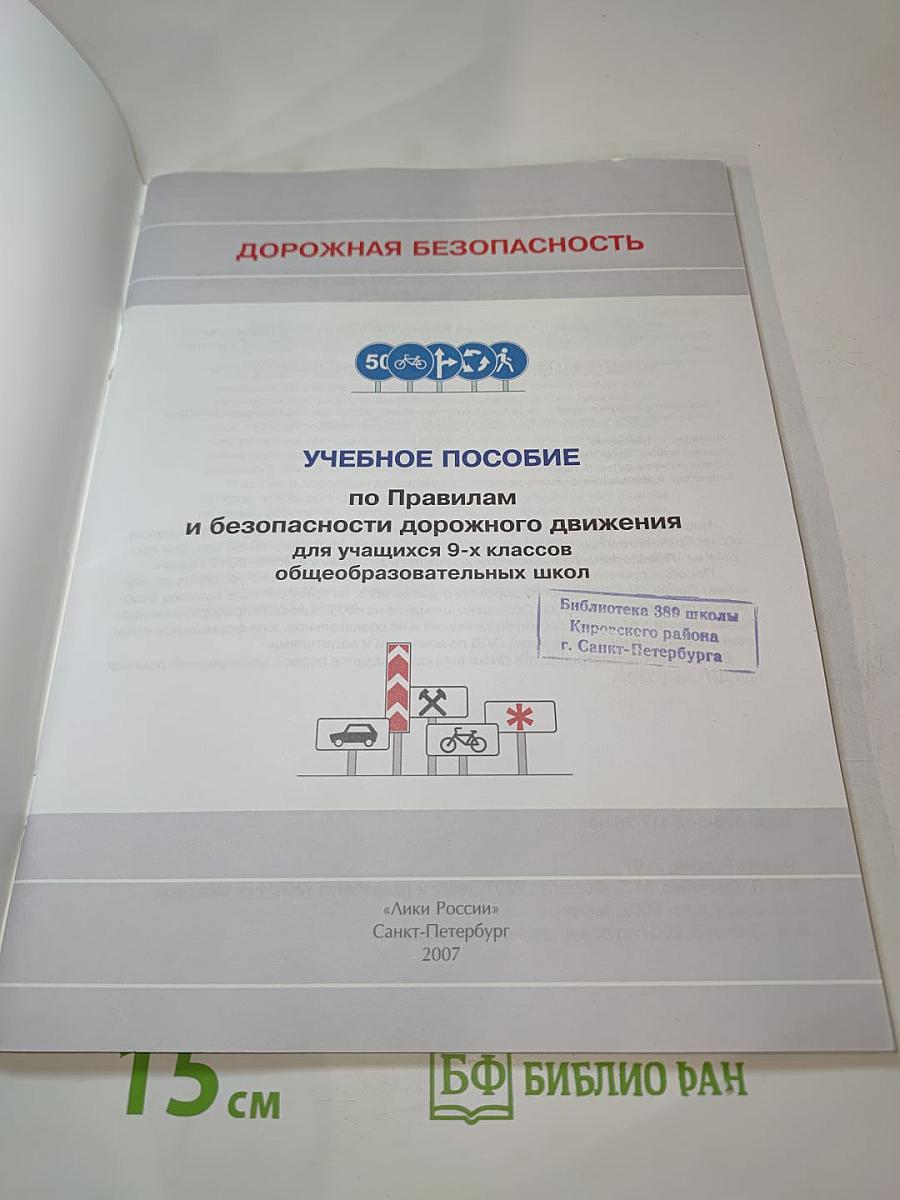 ДОРОЖНАЯ БЕЗОПАСНОСТЬ
50
УЧЕБНОЕ ПОСОБИЕ
по Правилам
и безопасности дорожного движения
для учащихся 9-х классов
общеобразовательных школ
Библиотека 389 школы
Кировского района
г. Санкт-Петербурга
«Лики России»
Санкт-Петербург
2007
15 см
БФ БИБЛИО ФАН